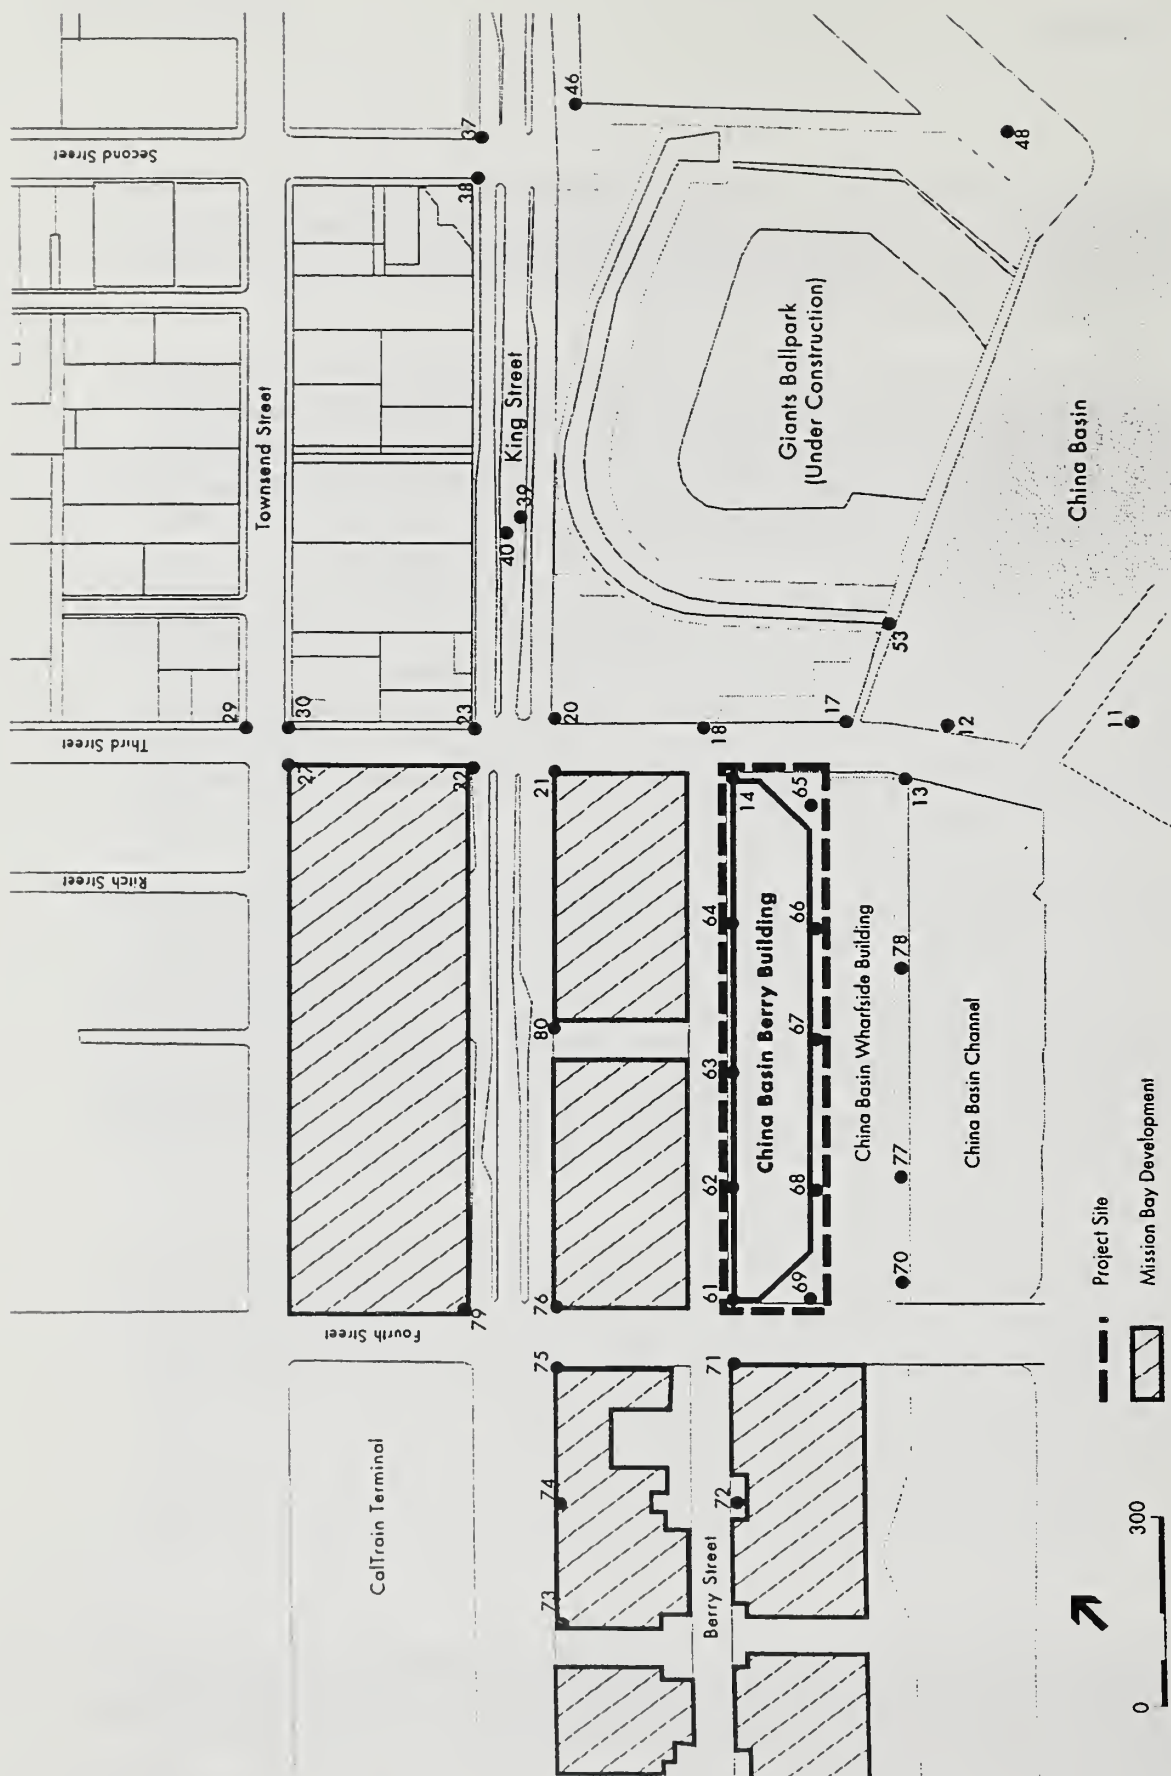 Second Street
37
46
48
38
Townsend Street
King Street
39
40
Giants Ballpark
(Under Construction)
China Basin
53
29
Third Street
30
23
20
18
17
12
11
27
22
21
14
65
13
Ritch Street
64
66
78
80
63
67
China Basin Berry Building
China Basin Wharfside Building
China Basin Channel
62
68
77
70
Fourth Street
79
76
61
69
75
71
CalTrain Terminal
74
72
73
Berry Street
Project Site
Mission Bay Development
0
300